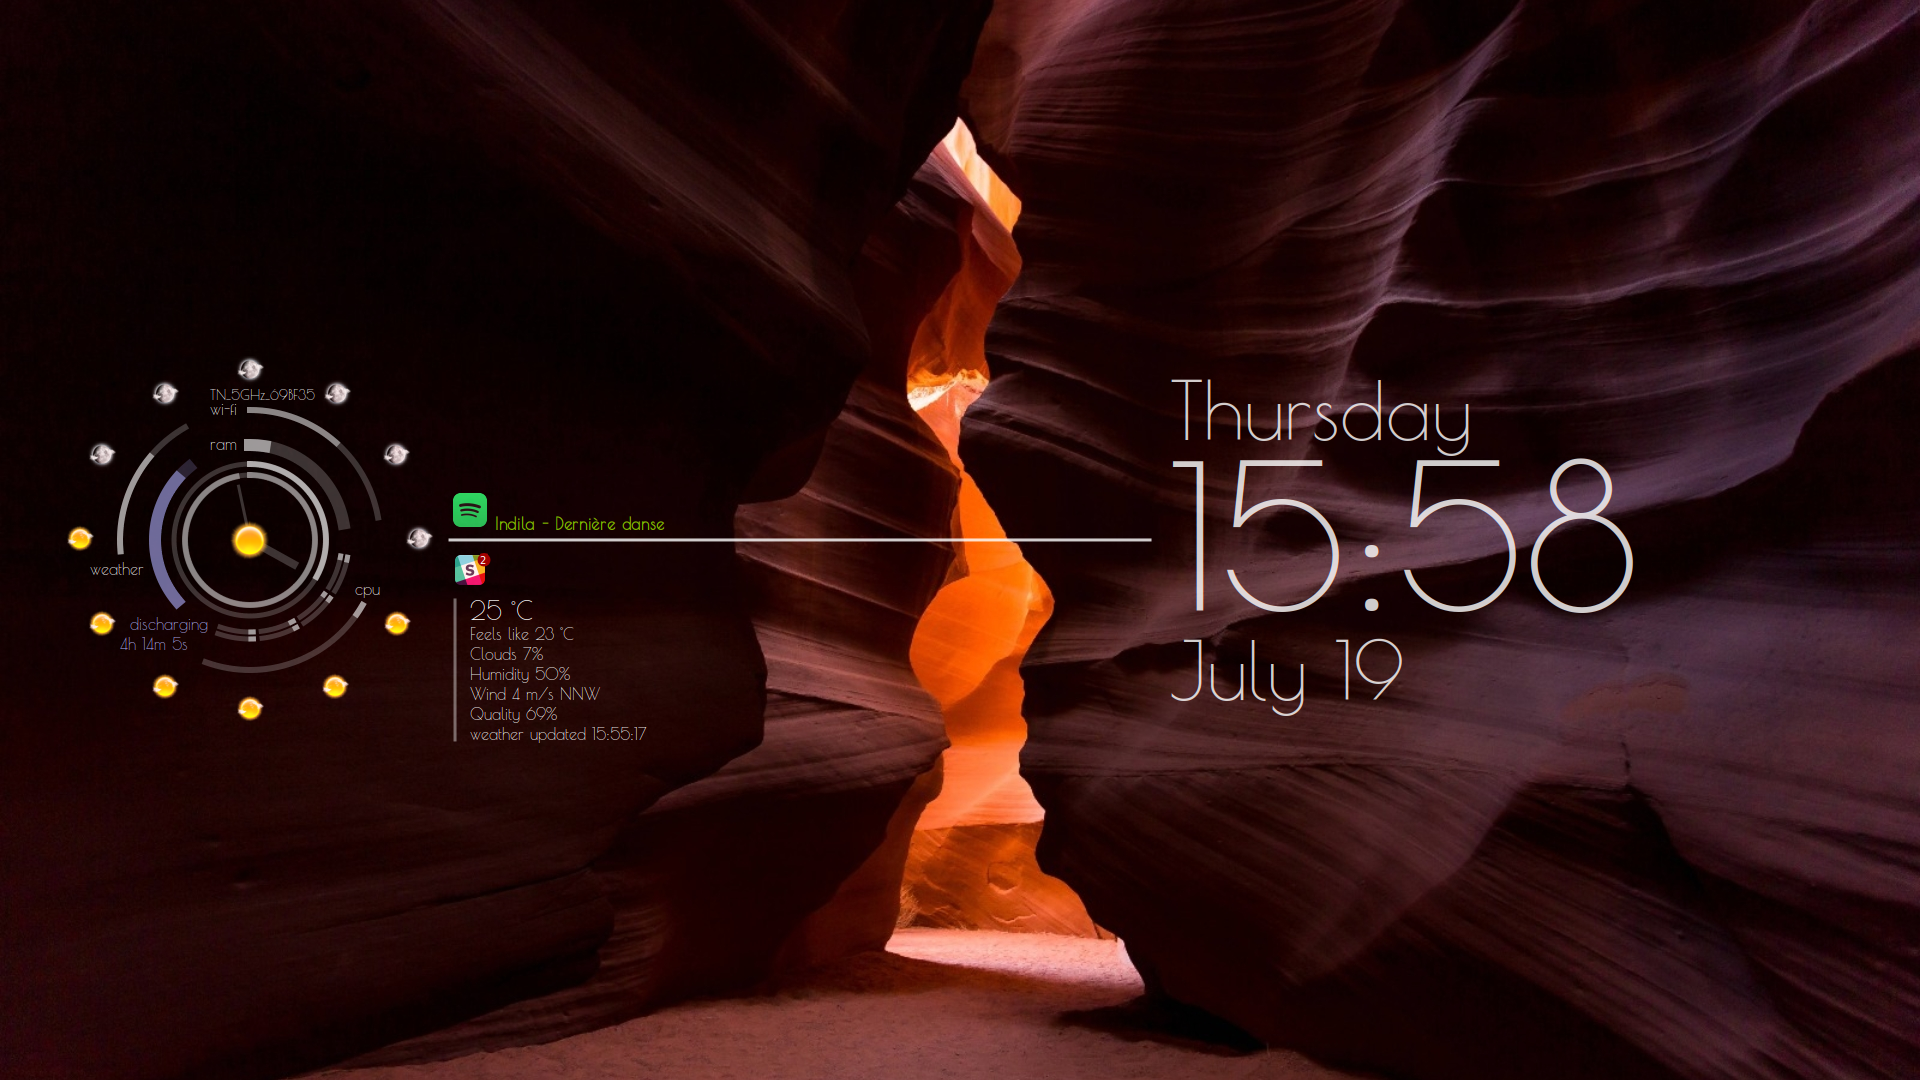 TN_5GHz_69BF35
wi-fi
ram
weather
cpu
discharging
4h 14m 5s
Indila - Dernière danse
S
2
25 °C
Feels like 23 °C
Clouds 7%
Humidity 50%
Wind 4 m/s NNW
Quality 69%
weather updated 15:55:17
Thursday
15:58
July 19